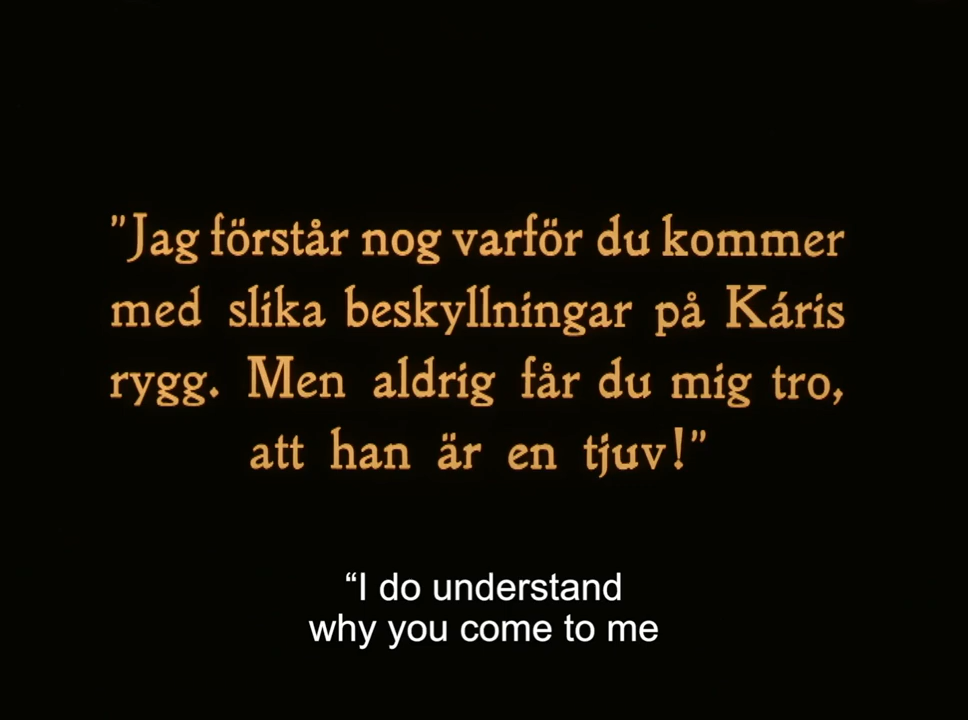 "Jag förstår nog varför du kommer
med slika beskyllningar på Káris
rygg. Men aldrig får du mig tro,
att han är en tjuv!"
“I do understand
why you come to me